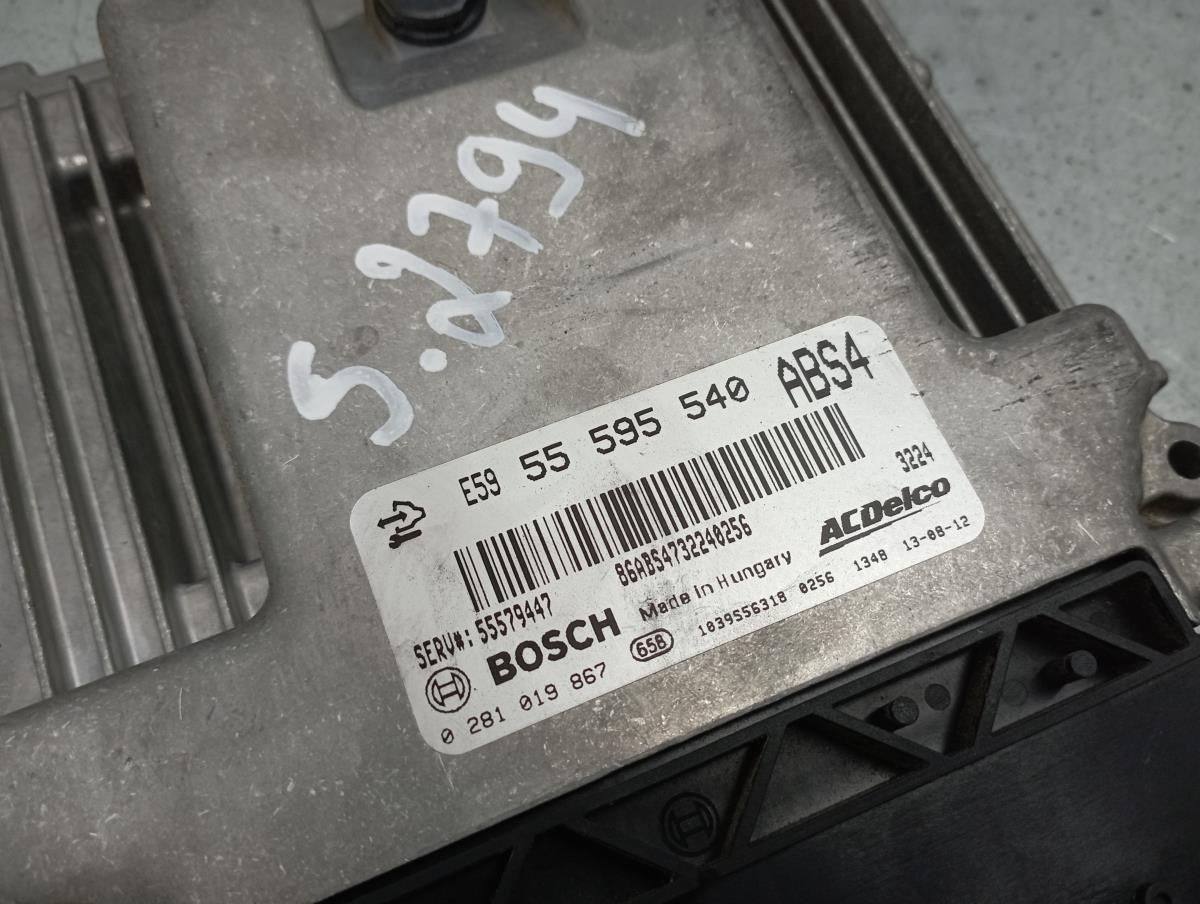 5.2794
E59 55 595 540 ABS4
3224
86ABS4732240256
SERV#: 55579447
ACDelco
BOSCH Made In Hungary
0 281 019 867 658 1039S56318 0256 1348 13-08-12